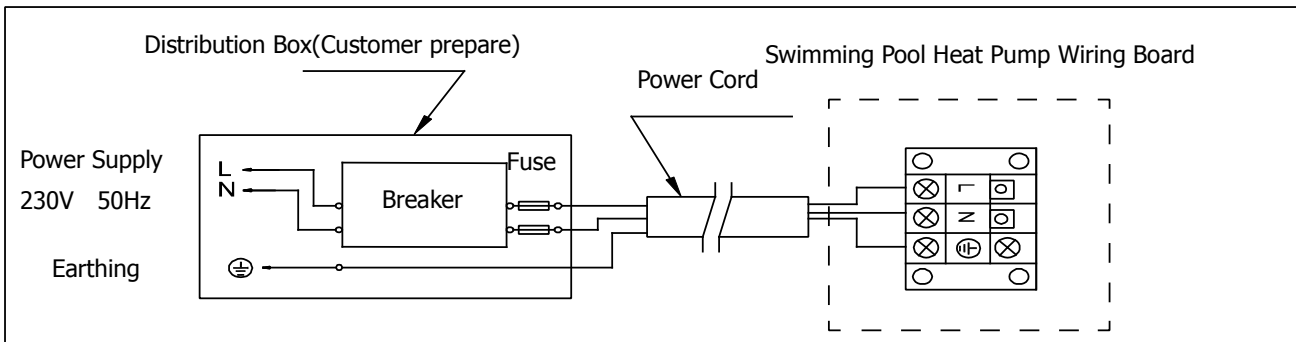 Distribution Box(Customer prepare)
Swimming Pool Heat Pump Wiring Board
Power Cord
Power Supply
230V 50Hz
Earthing
L
N
Breaker
Fuse
L
N